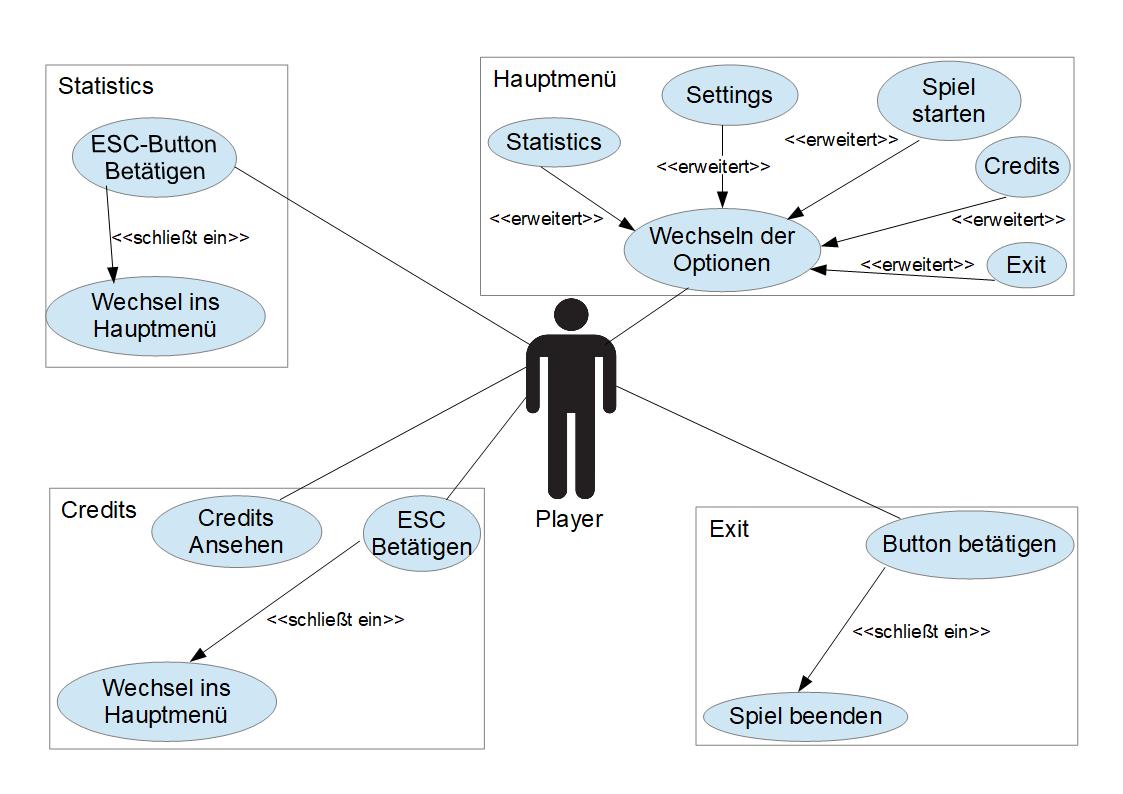 Statistics
ESC-Button
Betätigen
<<schließt ein>>
Wechsel ins
Hauptmenü
Hauptmenü
Settings
Spiel
starten
Statistics
<<erweitert>>
<<erweitert>>
Credits
<<erweitert>>
<<erweitert>>
Wechseln der
Optionen
<<erweitert>>
Exit
Player
Credits
Credits
Ansehen
ESC
Betätigen
<<schließt ein>>
Wechsel ins
Hauptmenü
Exit
Button betätigen
<<schließt ein>>
Spiel beenden